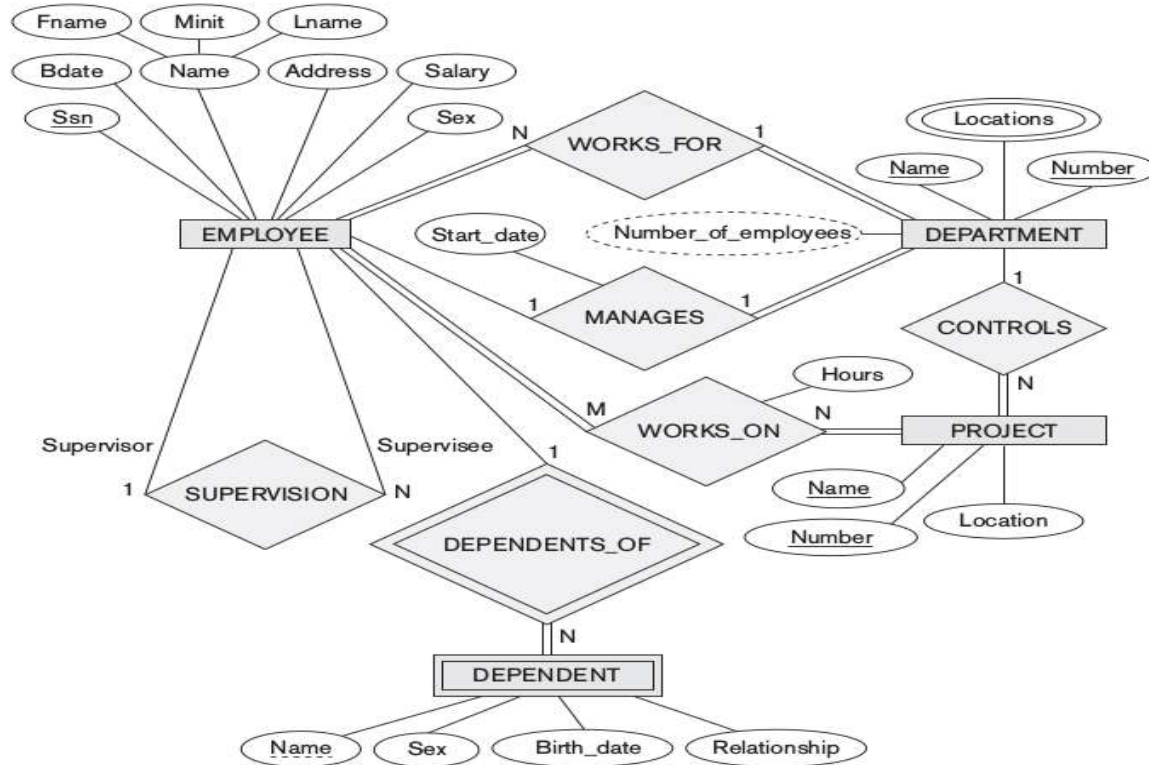 Fname
Minit
Lname
Bdate
Name
Address
Salary
Ssn
Sex
N
WORKS_FOR
1
Locations
Name
Number
EMPLOYEE
Start_date
Number_of_employees
DEPARTMENT
1
MANAGES
1
1
CONTROLS
N
Hours
M
WORKS_ON
N
PROJECT
Supervisor
Supervisee
1
SUPERVISION
N
1
Name
Number
Location
DEPENDENTS_OF
N
DEPENDENT
Name
Sex
Birth_date
Relationship